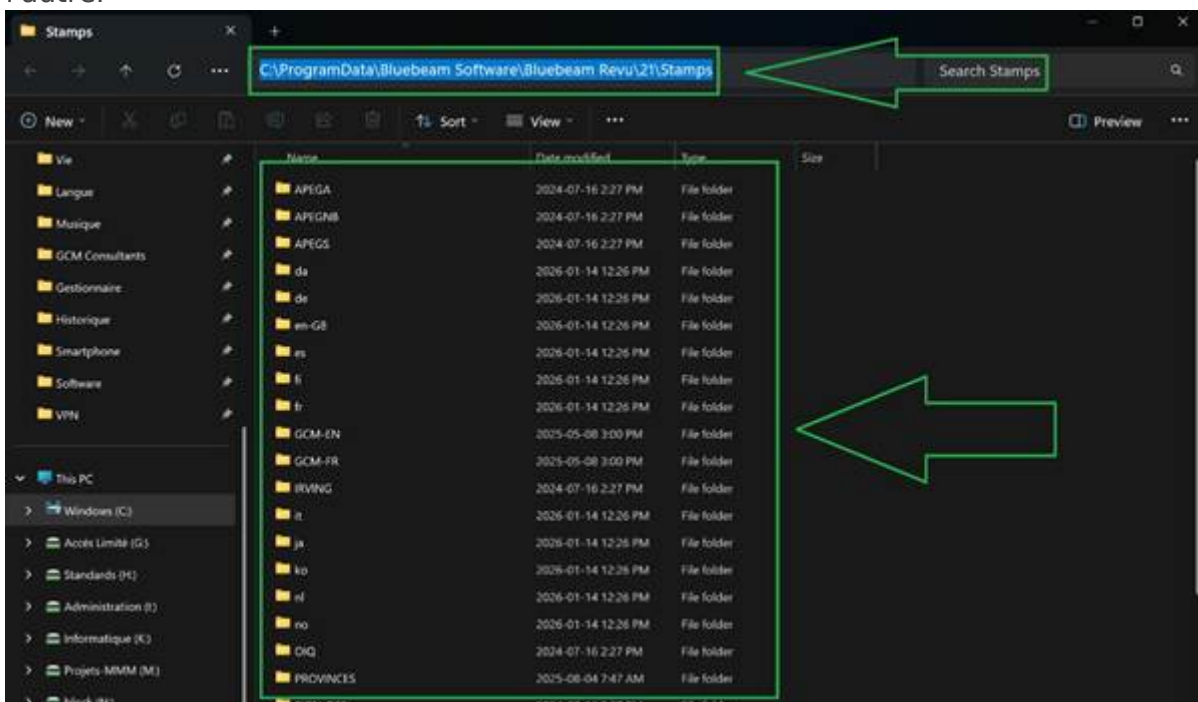 l'autre.
Stamps
C:\ProgramData\Bluebeam Software\Bluebeam Revu\21\Stamps
Search Stamps
New
Sort
View
Preview
Name Date modified Type Size
Vie
Langue
Musique
GCM Consultants
Gestionnaire
Historique
Smartphone
Software
VPN
This PC
Windows (C:)
Accès Limité (G:)
Standards (H:)
Administration (I:)
Informatique (K:)
Projets-MMM (M:)
APEGA 2024-07-16 2:27 PM File folder
APEGNB 2024-07-16 2:27 PM File folder
APEGS 2024-07-16 2:27 PM File folder
da 2026-01-14 12:26 PM File folder
de 2026-01-14 12:26 PM File folder
en-GB 2026-01-14 12:26 PM File folder
es 2026-01-14 12:26 PM File folder
fi 2026-01-14 12:26 PM File folder
fr 2026-01-14 12:26 PM File folder
GCM-EN 2025-05-08 3:00 PM File folder
GCM-FR 2025-05-08 3:00 PM File folder
IRVING 2024-07-16 2:27 PM File folder
it 2026-01-14 12:26 PM File folder
ja 2026-01-14 12:26 PM File folder
ko 2026-01-14 12:26 PM File folder
nl 2026-01-14 12:26 PM File folder
no 2026-01-14 12:26 PM File folder
OIQ 2024-07-16 2:27 PM File folder
PROVINCES 2025-08-04 7:47 AM File folder